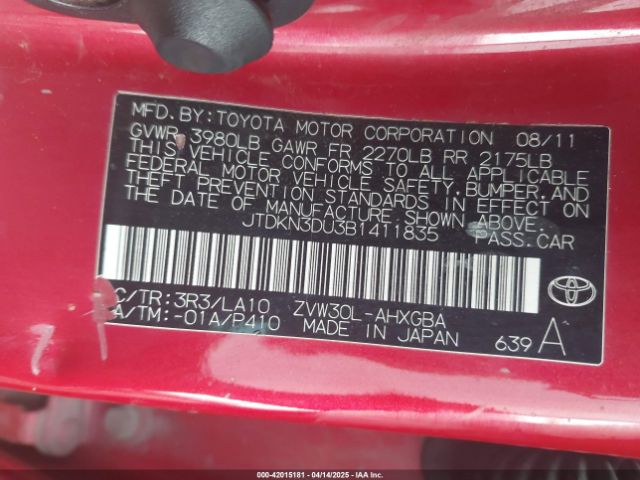 MFD. BY: TOYOTA MOTOR CORPORATION 08/11
GVWR 3980LB GAWR FR 2270LB RR 2175LB
THIS VEHICLE CONFORMS TO ALL APPLICABLE
FEDERAL MOTOR VEHICLE SAFETY, BUMPER, AND
THEFT PREVENTION STANDARDS IN EFFECT ON
THE DATE OF MANUFACTURE SHOWN ABOVE.
JTDKN3DU3B1411835 PASS. CAR
C/TR: 3R3/LA10 ZVW30L-AHXGBA
A/TM: -01A/P410 MADE IN JAPAN
639 A
000-42015181 - 04/14/2025 - IAAI.COM